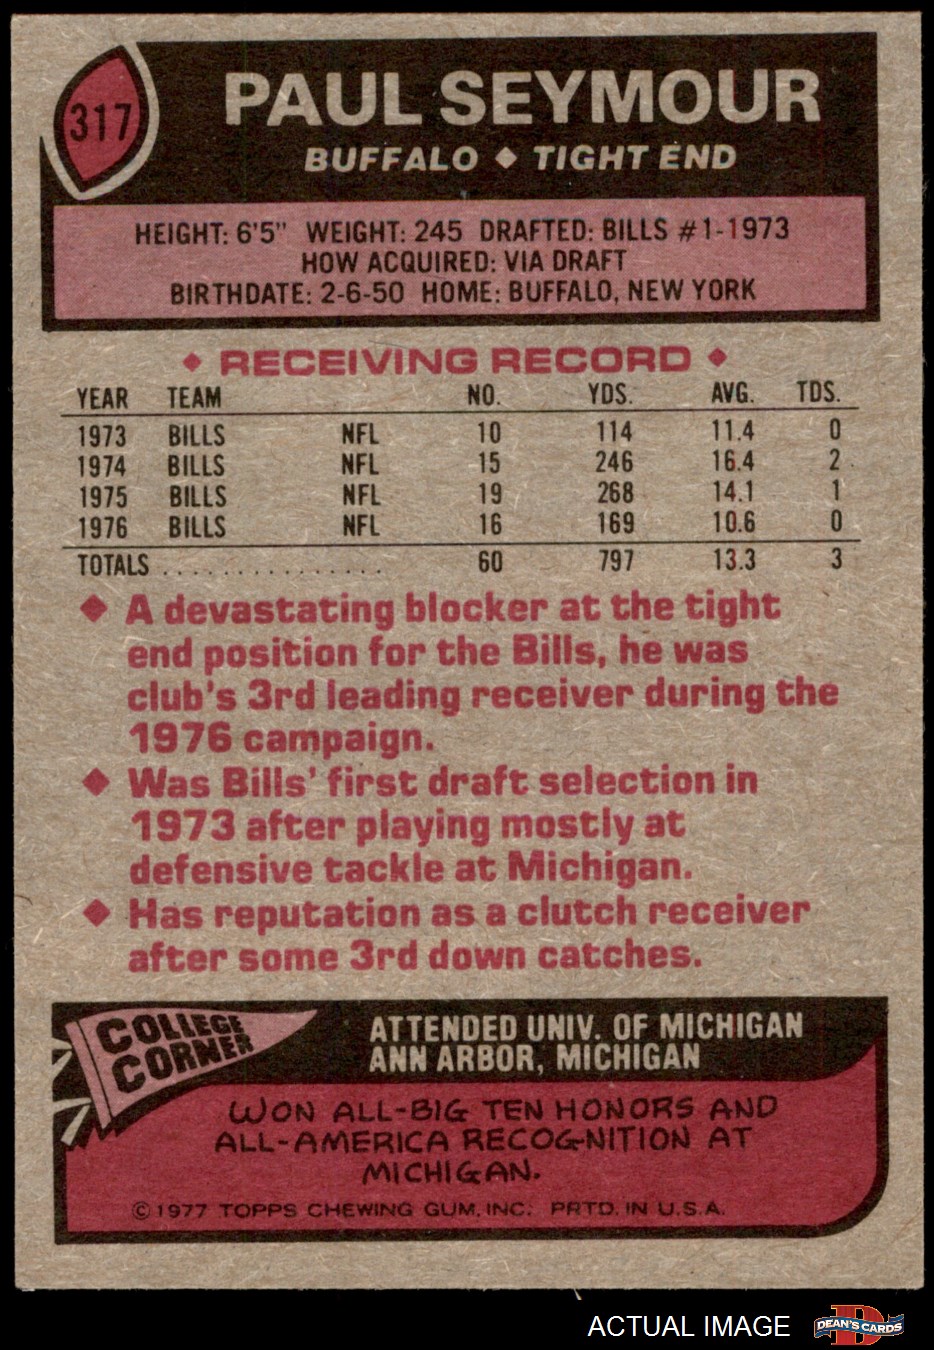 317
PAUL SEYMOUR
BUFFALO ◆ TIGHT END
HEIGHT: 6'5" WEIGHT: 245 DRAFTED: BILLS #1-1973
HOW ACQUIRED: VIA DRAFT
BIRTHDATE: 2-6-50 HOME: BUFFALO, NEW YORK
◆ RECEIVING RECORD ◆
YEAR TEAM NO. YDS. AVG. TDS.
1973 BILLS NFL 10 114 11.4 0
1974 BILLS NFL 15 246 16.4 2
1975 BILLS NFL 19 268 14.1 1
1976 BILLS NFL 16 169 10.6 0
TOTALS . . . . . . . . . . . . . . . 60 797 13.3 3
◆ A devastating blocker at the tight
end position for the Bills, he was
club's 3rd leading receiver during the
1976 campaign.
◆ Was Bills' first draft selection in
1973 after playing mostly at
defensive tackle at Michigan.
◆ Has reputation as a clutch receiver
after some 3rd down catches.
COLLEGE
CORNER
ATTENDED UNIV. OF MICHIGAN
ANN ARBOR, MICHIGAN
WON ALL-BIG TEN HONORS AND
ALL-AMERICA RECOGNITION AT
MICHIGAN.
©1977 TOPPS CHEWING GUM, INC. PRTD. IN U.S.A.
ACTUAL IMAGE
DEAN'S CARDS